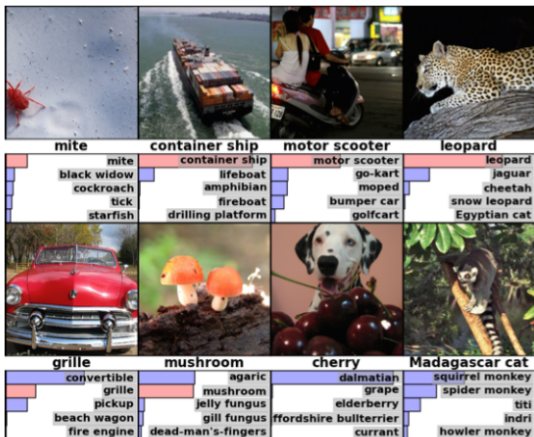 mite
container ship
motor scooter
leopard
mite
black widow
cockroach
tick
starfish
container ship
lifeboat
amphibian
fireboat
drilling platform
motor scooter
go-kart
moped
bumper car
golfcart
leopard
jaguar
cheetah
snow leopard
Egyptian cat
grille
mushroom
cherry
Madagascar cat
convertible
grille
pickup
beach wagon
fire engine
agaric
mushroom
jelly fungus
gill fungus
dead-man's-fingers
dalmatian
grape
elderberry
ffordshire bullterrier
currant
squirrel monkey
spider monkey
titi
indri
howler monkey